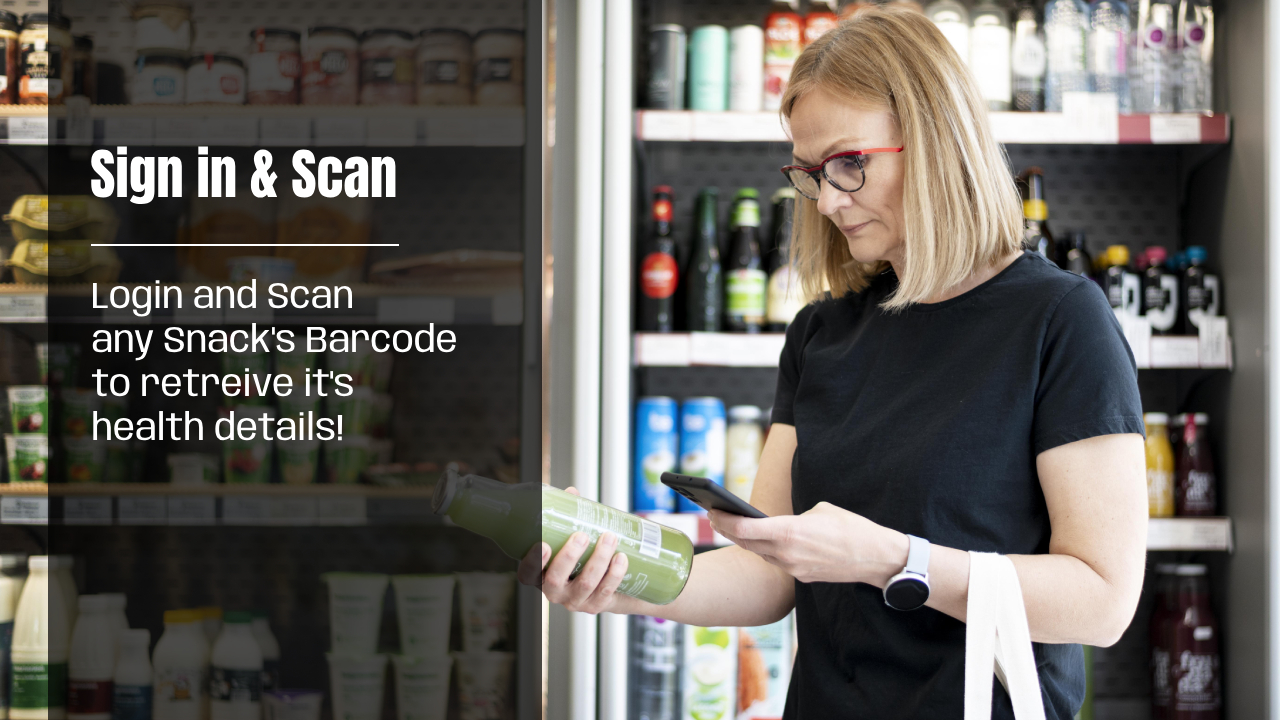 Sign in & Scan
Login and Scan
any Snack's Barcode
to retreive it's
health details!